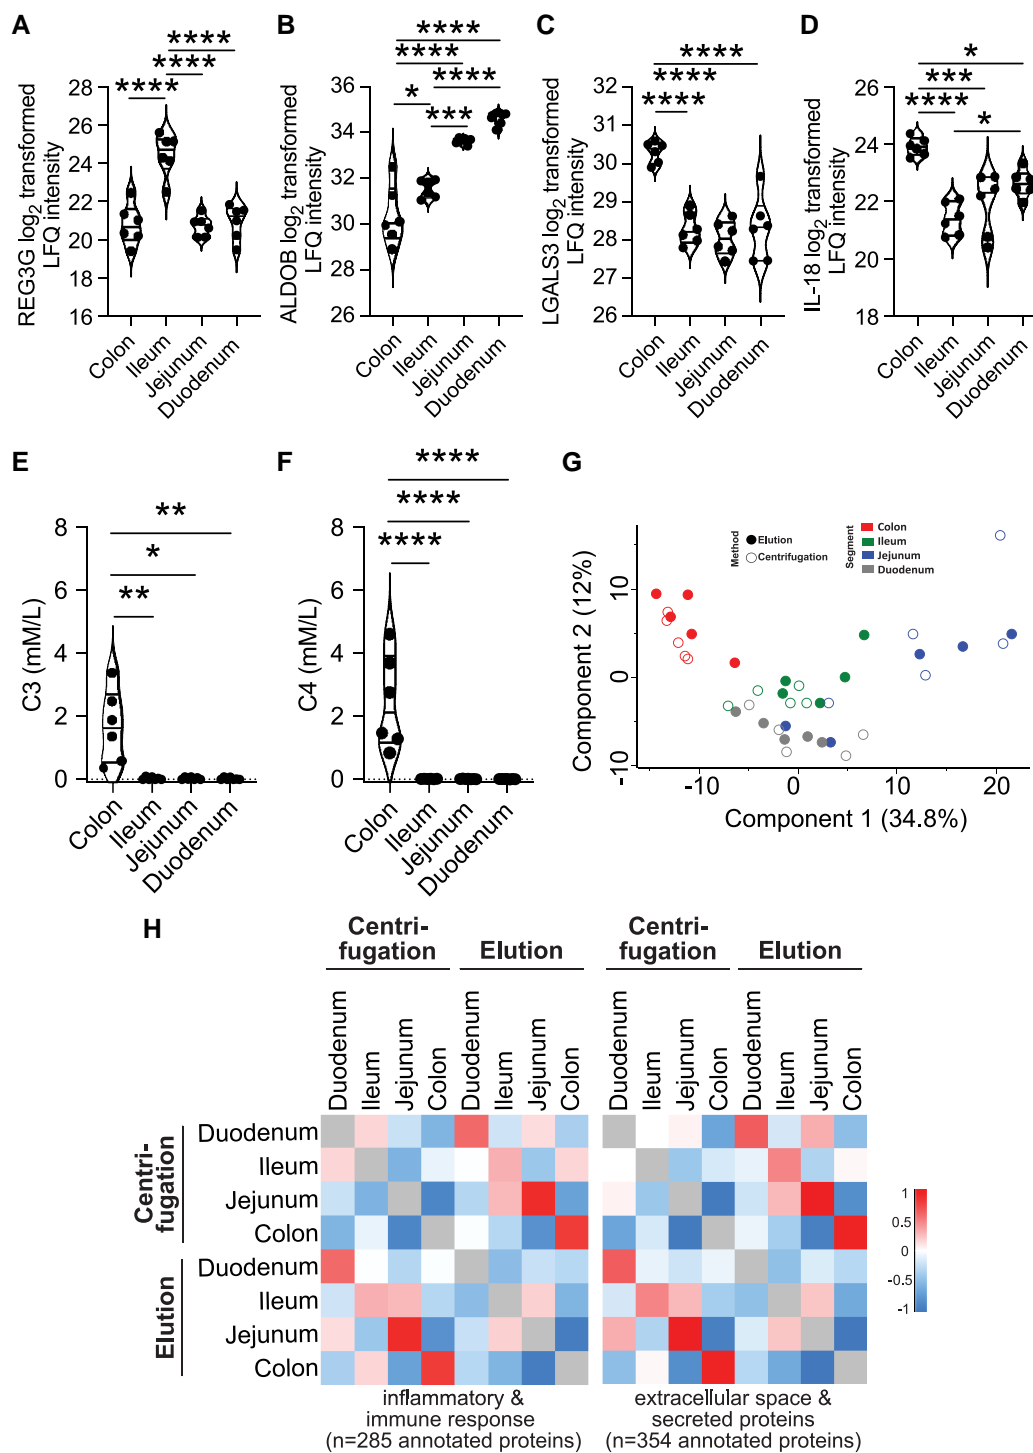 A
REG3G log2 transformed
LFQ intensity
28
26
24
22
20
18
16
****
****
****
Colon
Ileum
Jejunum
Duodenum
B
ALDOB log2 transformed
LFQ intensity
36
34
32
30
28
26
****
****
****
*
***
Colon
Ileum
Jejunum
Duodenum
C
LGALS3 log2 transformed
LFQ intensity
32
31
30
29
28
27
26
****
****
****
Colon
Ileum
Jejunum
Duodenum
D
IL-18 log2 transformed
LFQ intensity
26
24
22
20
18
*
***
****
*
Colon
Ileum
Jejunum
Duodenum
E
C3 (mM/L)
8
6
4
2
0
**
*
**
Colon
Ileum
Jejunum
Duodenum
F
C4 (mM/L)
8
6
4
2
0
****
****
****
Colon
Ileum
Jejunum
Duodenum
G
Component 2 (12%)
10
0
-10
Method
Elution
Centrifugation
Segment
Colon
Ileum
Jejunum
Duodenum
-10
0
10
20
Component 1 (34.8%)
H
Centri-
fugation
Elution
Centri-
fugation
Elution
Duodenum
Ileum
Jejunum
Colon
Duodenum
Ileum
Jejunum
Colon
Duodenum
Ileum
Jejunum
Colon
Duodenum
Ileum
Jejunum
Colon
Centri-
fugation
Duodenum
Ileum
Jejunum
Colon
Elution
Duodenum
Ileum
Jejunum
Colon
1
0.5
0
-0.5
-1
inflammatory &
immune response
(n=285 annotated proteins)
extracellular space &
secreted proteins
(n=354 annotated proteins)